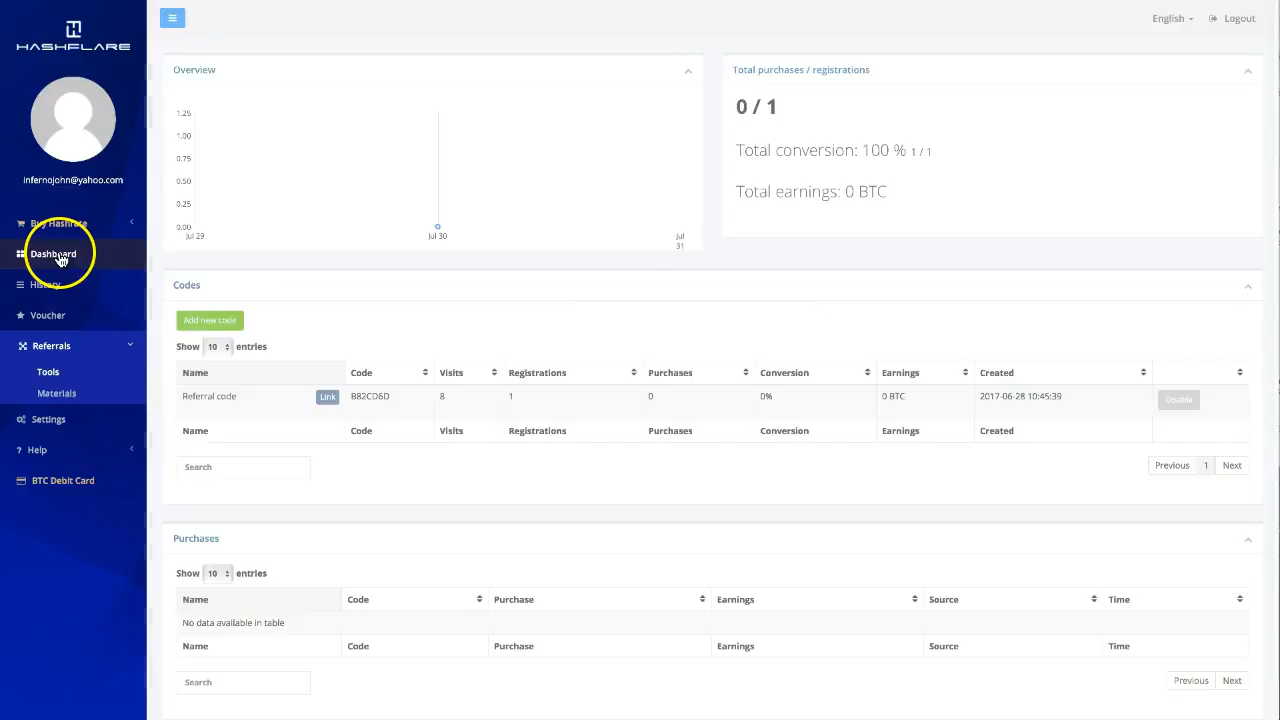 HASHFLARE
infernojohn@yahoo.com
Buy Hashrate
Dashboard
History
Voucher
Referrals
Tools
Materials
Settings
? Help
BTC Debit Card
English
Logout
Overview
1.25
1.00
0.75
0.50
0.25
0.00
Jul 29
Jul 30
Jul
31
Total purchases / registrations
0 / 1
Total conversion: 100 % 1 / 1
Total earnings: 0 BTC
Codes
Add new code
Show 10 entries
Name Code Visits Registrations Purchases Conversion Earnings Created
Referral code Link B82CD6D 8 1 0 0% 0 BTC 2017-06-28 10:45:39 Disable
Name Code Visits Registrations Purchases Conversion Earnings Created
Search
Previous 1 Next
Purchases
Show 10 entries
Name Code Purchase Earnings Source Time
No data available in table
Name Code Purchase Earnings Source Time
Search
Previous Next